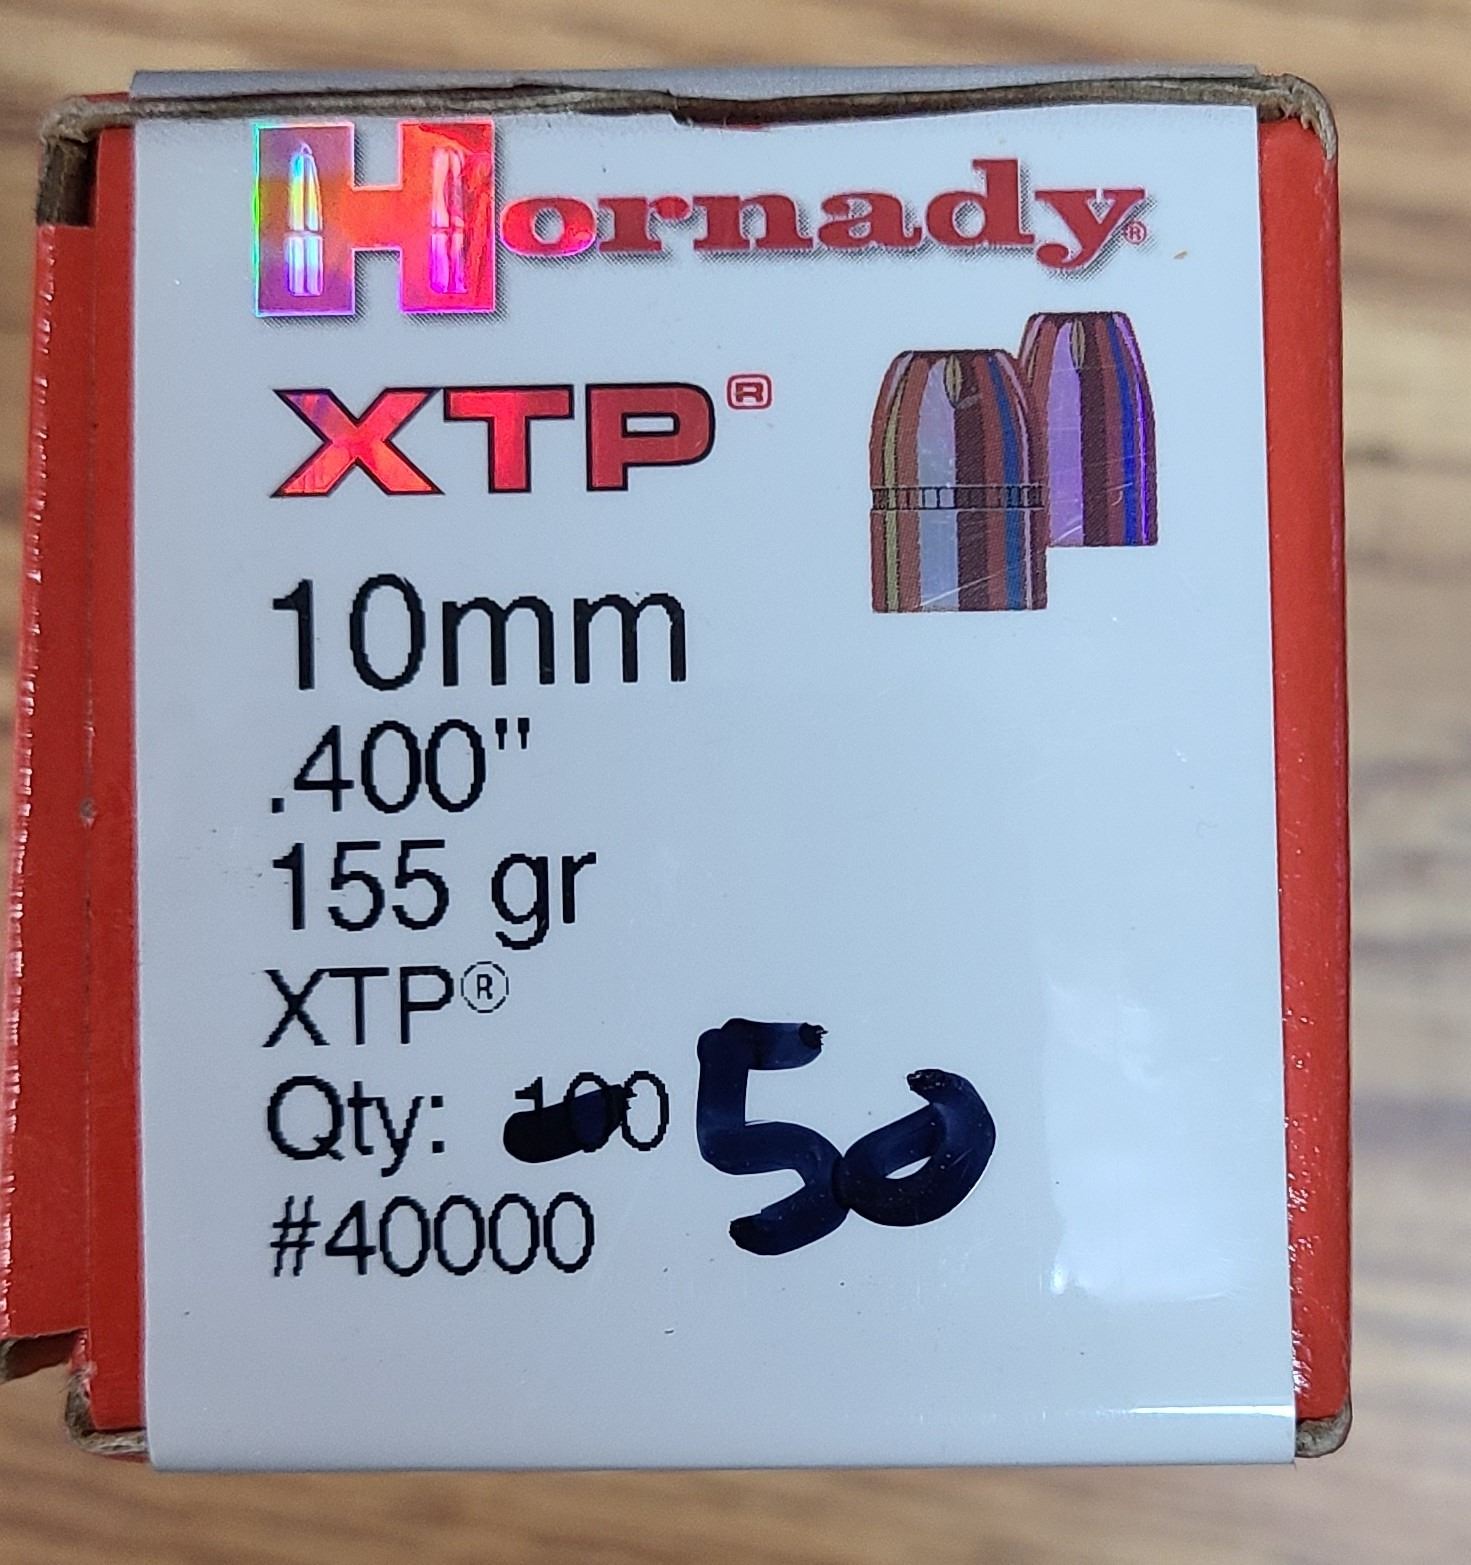 Hornady®
XTP®
10mm
.400"
155 gr
XTP®
Qty: 100 50
#40000